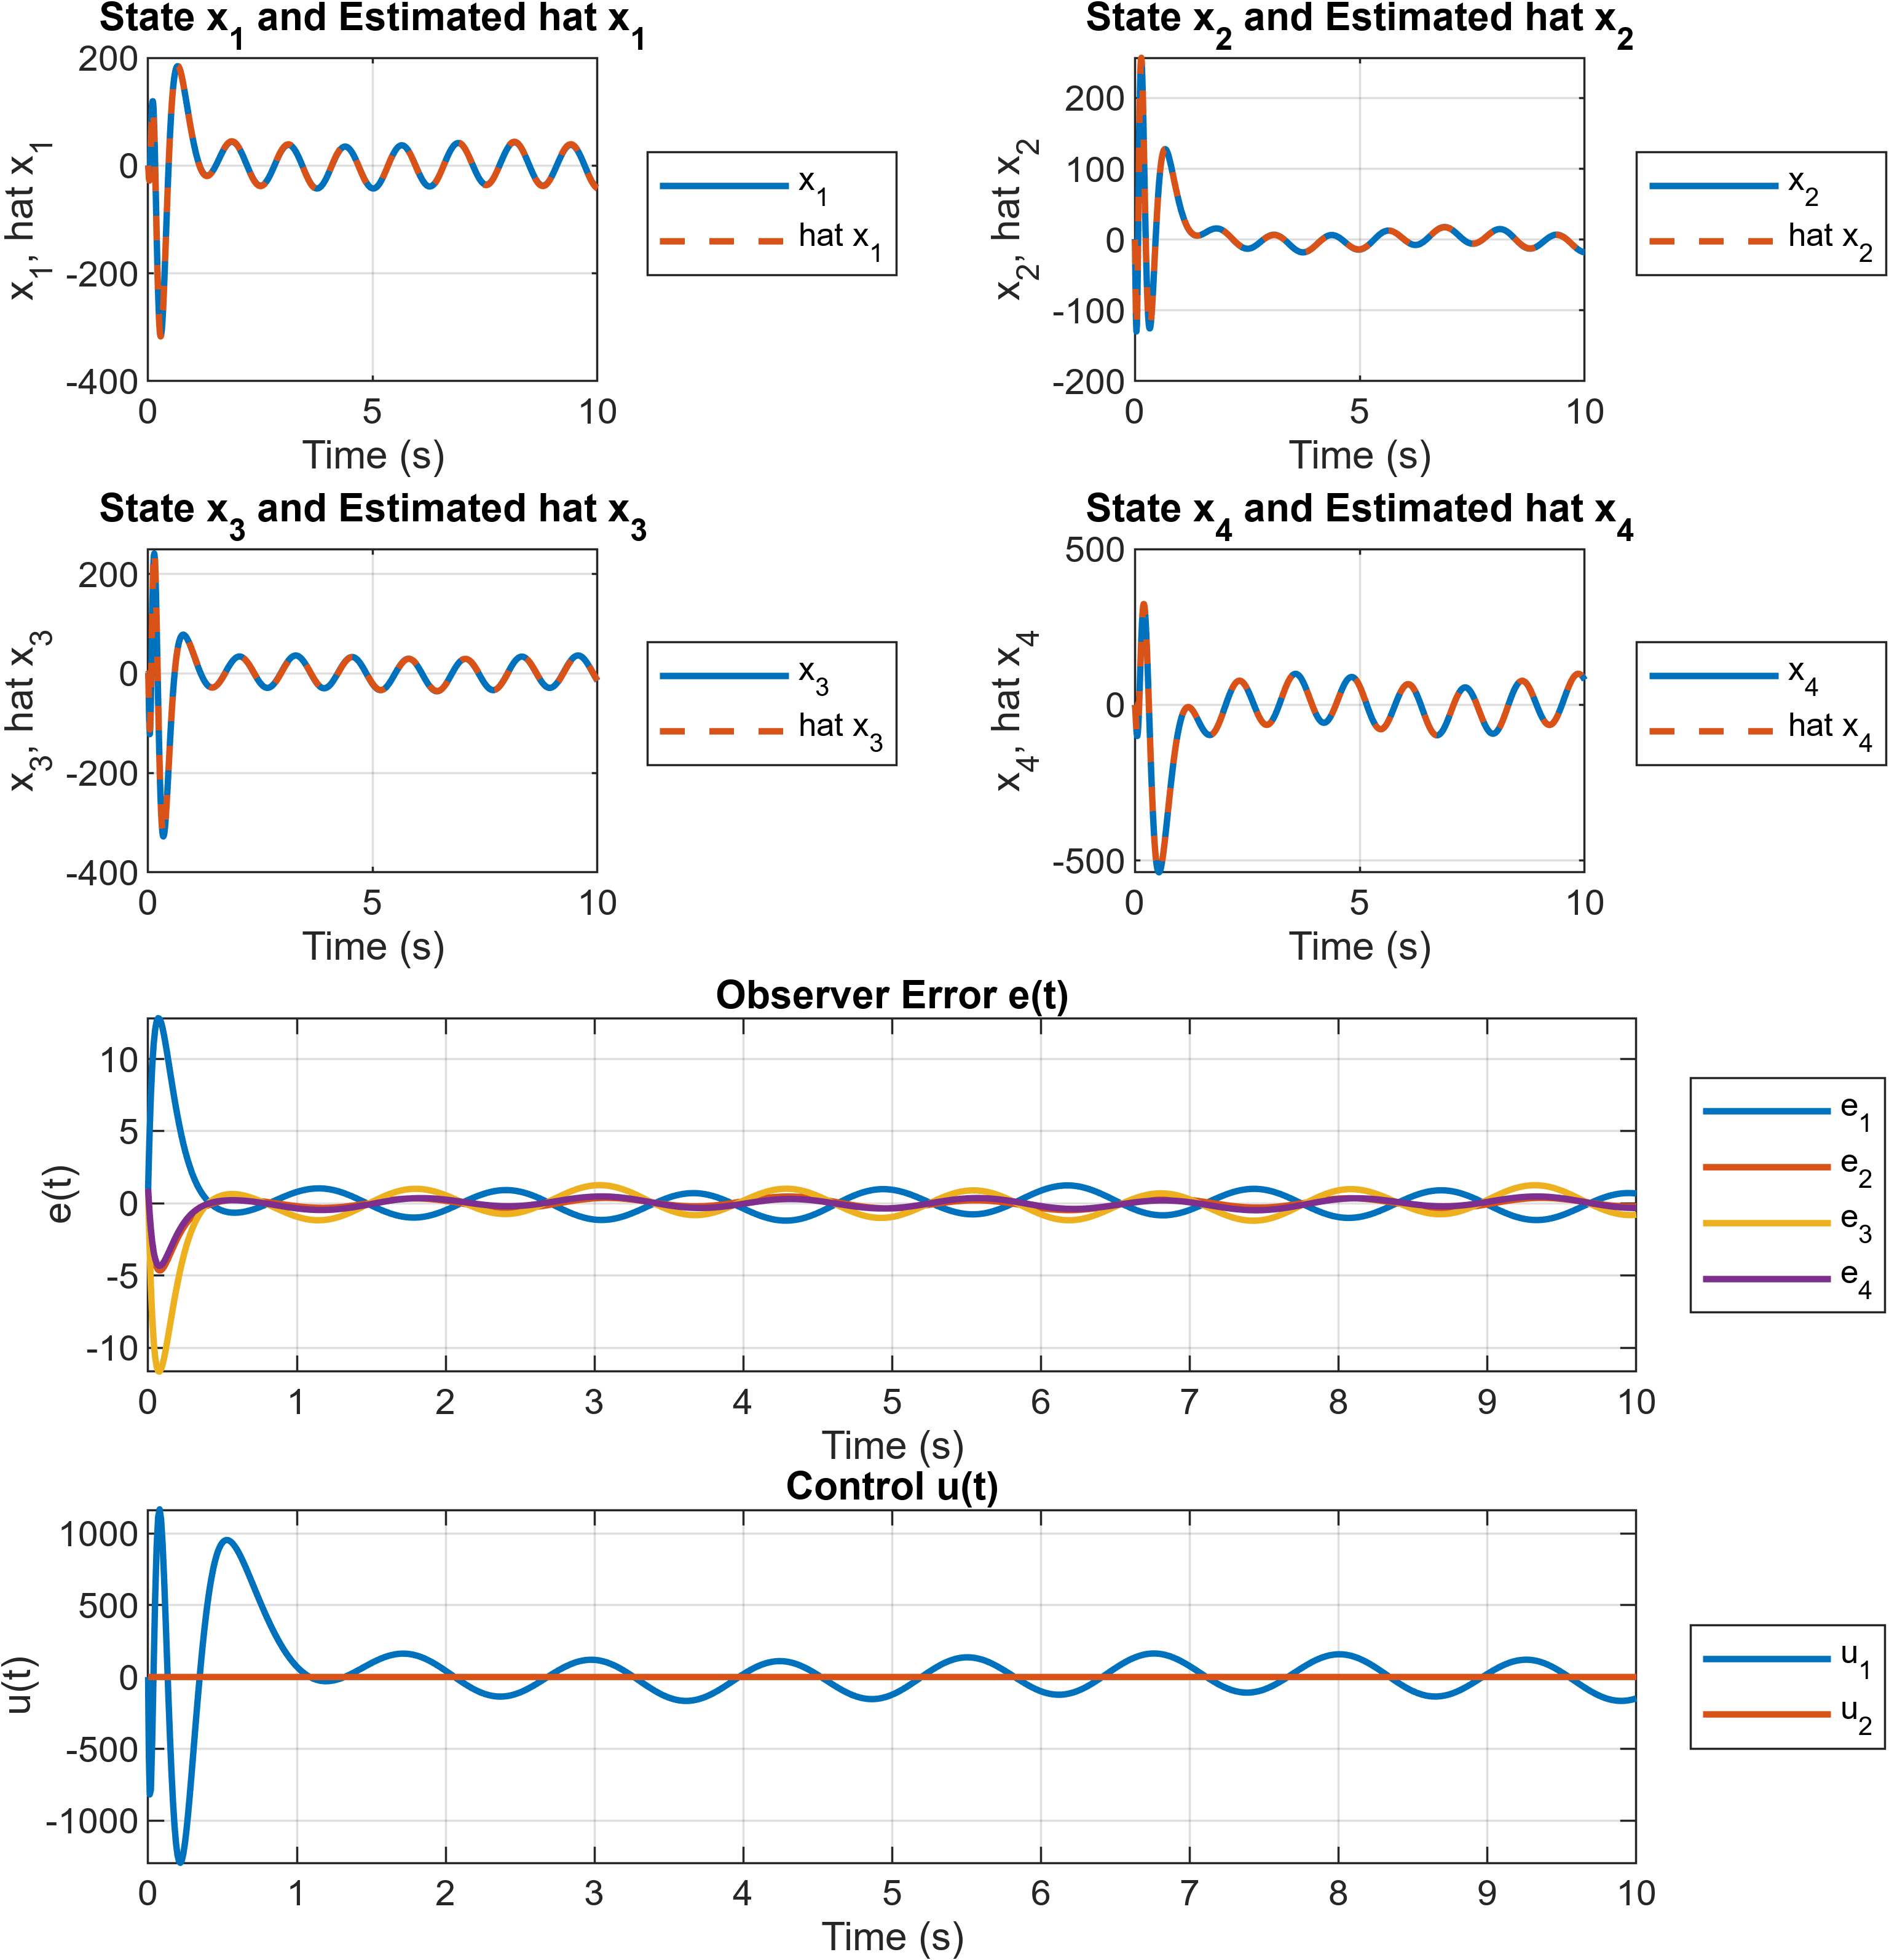 State x₁ and Estimated hat x₁
200
0
-200
-400
x₁, hat x₁
0 5 10
Time (s)
x₁
hat x₁
State x₂ and Estimated hat x₂
200
100
0
-100
-200
x₂, hat x₂
0 5 10
Time (s)
x₂
hat x₂
State x₃ and Estimated hat x₃
200
0
-200
-400
x₃, hat x₃
0 5 10
Time (s)
x₃
hat x₃
State x₄ and Estimated hat x₄
500
0
-500
x₄, hat x₄
0 5 10
Time (s)
x₄
hat x₄
Observer Error e(t)
10
5
0
-5
-10
e(t)
0 1 2 3 4 5 6 7 8 9 10
Time (s)
e₁
e₂
e₃
e₄
Control u(t)
1000
500
0
-500
-1000
u(t)
0 1 2 3 4 5 6 7 8 9 10
Time (s)
u₁
u₂